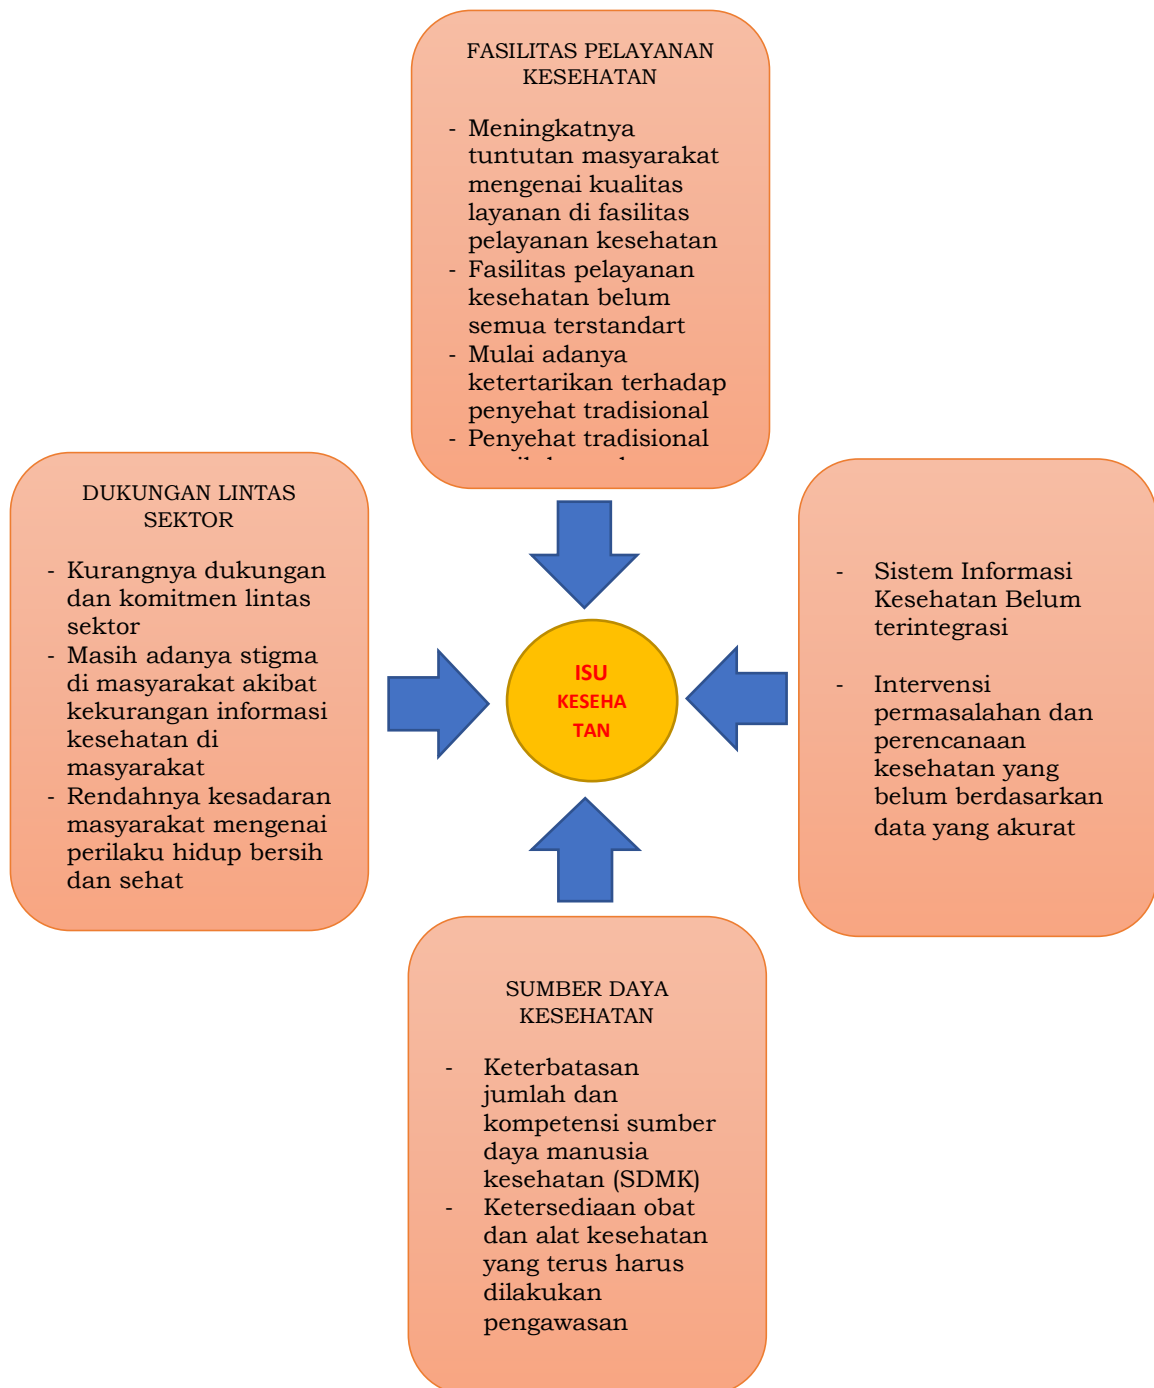 FASILITAS PELAYANAN
KESEHATAN
- Meningkatnya
tuntutan masyarakat
mengenai kualitas
layanan di fasilitas
pelayanan kesehatan
- Fasilitas pelayanan
kesehatan belum
semua terstandart
- Mulai adanya
ketertarikan terhadap
penyehat tradisional
- Penyehat tradisional
DUKUNGAN LINTAS
SEKTOR
- Kurangnya dukungan
dan komitmen lintas
sektor
- Masih adanya stigma
di masyarakat akibat
kekurangan informasi
kesehatan di
masyarakat
- Rendahnya kesadaran
masyarakat mengenai
perilaku hidup bersih
dan sehat
ISU
KESEHA
TAN
- Sistem Informasi
Kesehatan Belum
terintegrasi
- Intervensi
permasalahan dan
perencanaan
kesehatan yang
belum berdasarkan
data yang akurat
SUMBER DAYA
KESEHATAN
- Keterbatasan
jumlah dan
kompetensi sumber
daya manusia
kesehatan (SDMK)
- Ketersediaan obat
dan alat kesehatan
yang terus harus
dilakukan
pengawasan